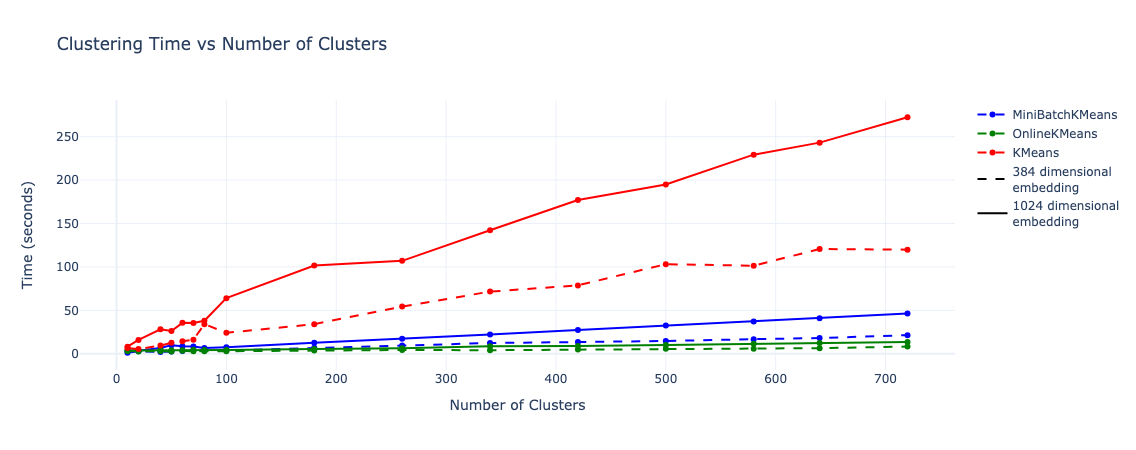 Clustering Time vs Number of Clusters
250
200
150
100
50
0
Time (seconds)
0 100 200 300 400 500 600 700
Number of Clusters
MiniBatchKMeans
OnlineKMeans
KMeans
384 dimensional
embedding
1024 dimensional
embedding